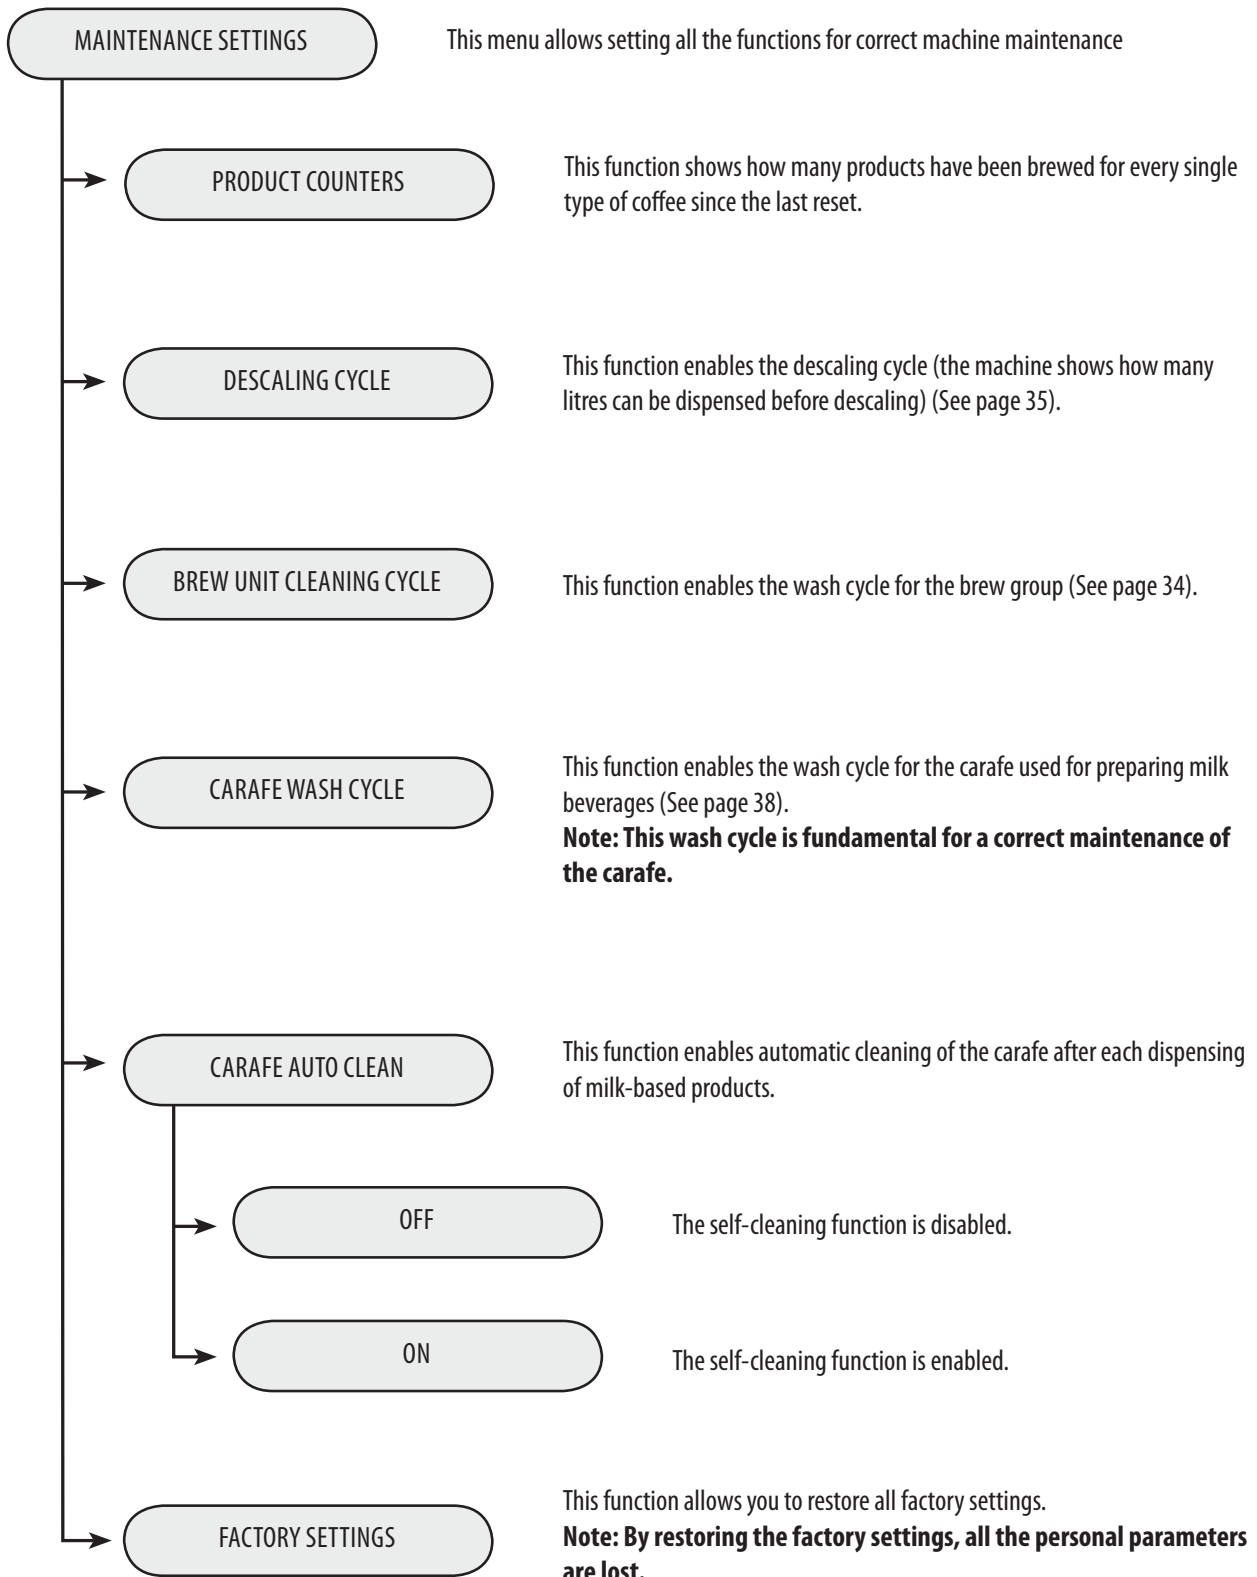 MAINTENANCE SETTINGS
This menu allows setting all the functions for correct machine maintenance
PRODUCT COUNTERS
This function shows how many products have been brewed for every single
type of coffee since the last reset.
DESCALING CYCLE
This function enables the descaling cycle (the machine shows how many
litres can be dispensed before descaling) (See page 35).
BREW UNIT CLEANING CYCLE
This function enables the wash cycle for the brew group (See page 34).
CARAFE WASH CYCLE
This function enables the wash cycle for the carafe used for preparing milk
beverages (See page 38).
Note: This wash cycle is fundamental for a correct maintenance of
the carafe.
CARAFE AUTO CLEAN
This function enables automatic cleaning of the carafe after each dispensing
of milk-based products.
OFF
The self-cleaning function is disabled.
ON
The self-cleaning function is enabled.
FACTORY SETTINGS
This function allows you to restore all factory settings.
Note: By restoring the factory settings, all the personal parameters
are lost.